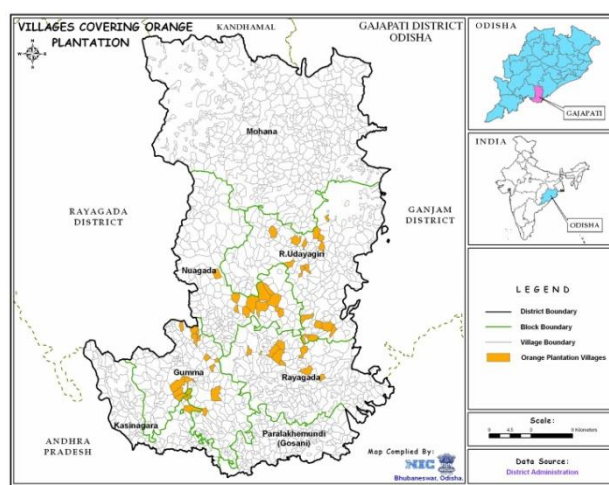 VILLAGES COVERING ORANGE
PLANTATION
KANDHAMAL
GAJAPATI DISTRICT
ODISHA
Mohana
RAYAGADA
DISTRICT
GANJAM
DISTRICT
R.Udayagiri
Nuagada
Gumma
Rayagada
Kasinagara
Paralakhemundi
(Gosani)
ANDHRA
PRADESH
Map Complied By:
NIC
Bhubaneswar, Odisha.
ODISHA
GAJAPATI
INDIA
ODISHA
LEGEND
District Boundary
Block Boundary
Village Boundary
Orange Plantation Villages
Scale:
9 Kilometers
Data Source:
District Administration